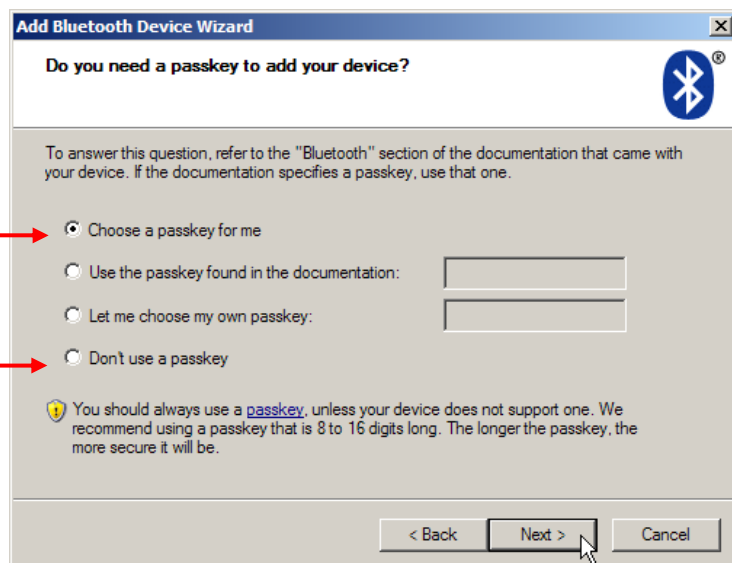 Add Bluetooth Device Wizard
Do you need a passkey to add your device?
®
To answer this question, refer to the "Bluetooth" section of the documentation that came with
your device. If the documentation specifies a passkey, use that one.
Choose a passkey for me
Use the passkey found in the documentation:
Let me choose my own passkey:
Don't use a passkey
You should always use a passkey, unless your device does not support one. We
recommend using a passkey that is 8 to 16 digits long. The longer the passkey, the
more secure it will be.
< Back Next > Cancel